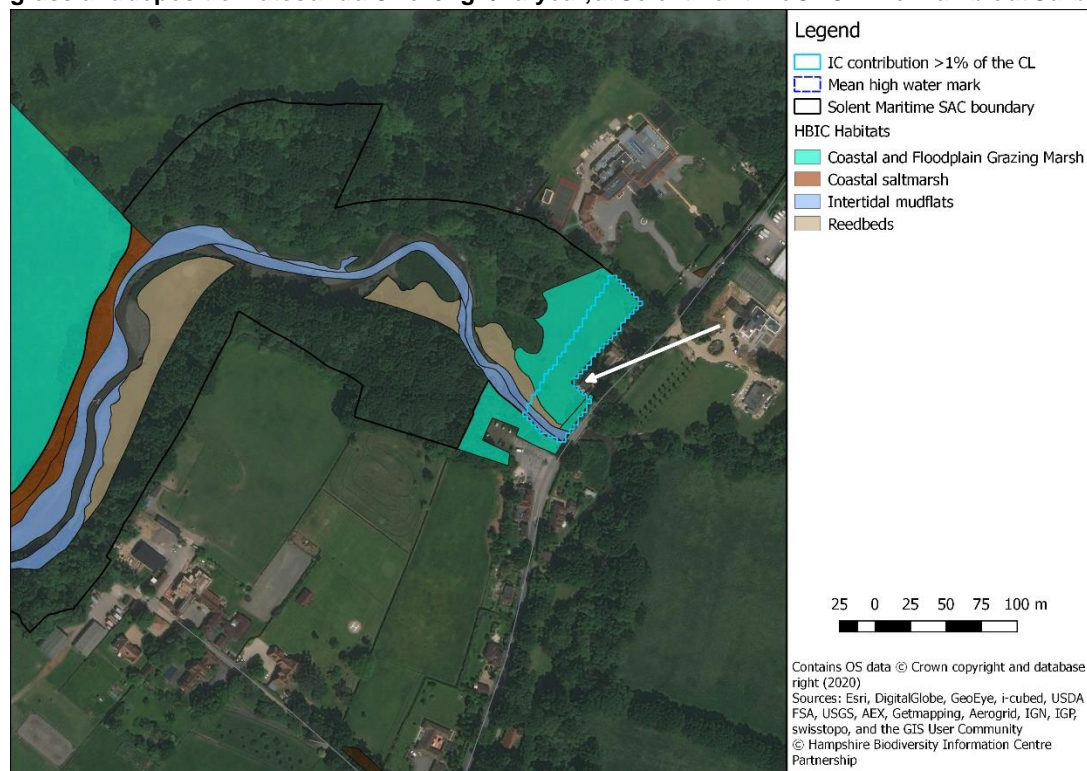 Legend
IC contribution >1% of the CL
Mean high water mark
Solent Maritime SAC boundary
HBIC Habitats
Coastal and Floodplain Grazing Marsh
Coastal saltmarsh
Intertidal mudflats
Reedbeds
25 0 25 50 75 100 m
Contains OS data © Crown copyright and database
right (2020)
Sources: Esri, DigitalGlobe, GeoEye, i-cubed, USDA
FSA, USGS, AEX, Getmapping, Aerogrid, IGN, IGP,
swisstopo, and the GIS User Community
© Hampshire Biodiversity Information Centre
Partnership